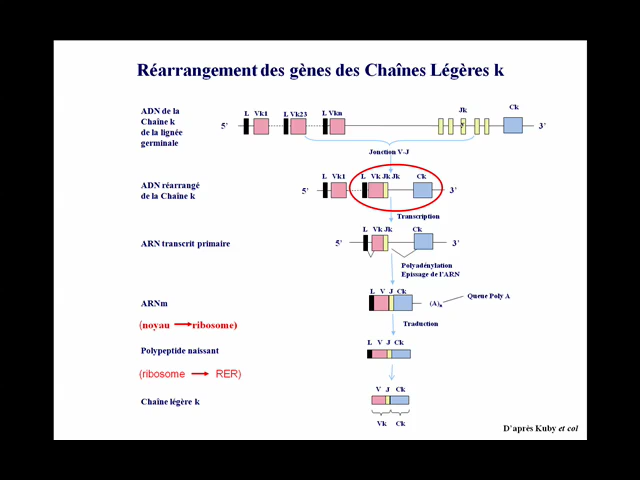 Réarrangement des gènes des Chaînes Légères k
ADN de la
Chaîne k
de la lignée
germinale
5’
L Vk1
L Vk23
L Vkn
Jk
Ck
3’
Jonction V-J
ADN réarrangé
de la Chaîne k
5’
L Vk1
L Vk Jk Jk
Ck
3’
Transcription
ARN transcrit primaire
5’
L Vk Jk
Ck
3’
Polyadénylation
Epissage de l’ARN
ARNm
L V J Ck
(A)n
Queue Poly A
(noyau ribosome)
Traduction
Polypeptide naissant
L V J Ck
(ribosome RER)
Chaîne légère k
V J Ck
Vk Ck
D’après Kuby et col